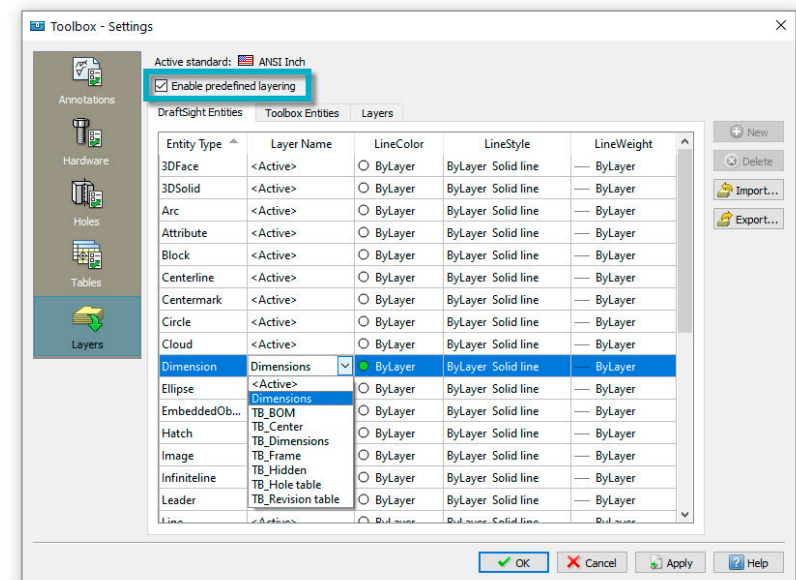 Toolbox - Settings
Active standard: ANSI Inch
Enable predefined layering
Annotations
Hardware
Holes
Tables
Layers
DraftSight Entities Toolbox Entities Layers
Entity Type Layer Name LineColor LineStyle LineWeight
3DFace <Active> ByLayer ByLayer Solid line ByLayer
3DSolid <Active> ByLayer ByLayer Solid line ByLayer
Arc <Active> ByLayer ByLayer Solid line ByLayer
Attribute <Active> ByLayer ByLayer Solid line ByLayer
Block <Active> ByLayer ByLayer Solid line ByLayer
Centerline <Active> ByLayer ByLayer Solid line ByLayer
Centermark <Active> ByLayer ByLayer Solid line ByLayer
Circle <Active> ByLayer ByLayer Solid line ByLayer
Cloud <Active> ByLayer ByLayer Solid line ByLayer
Dimension Dimensions ByLayer ByLayer Solid line ByLayer
Ellipse ByLayer ByLayer Solid line ByLayer
EmbeddedOb... ByLayer ByLayer Solid line ByLayer
Hatch ByLayer ByLayer Solid line ByLayer
Image ByLayer ByLayer Solid line ByLayer
Infiniteline ByLayer ByLayer Solid line ByLayer
Leader ByLayer ByLayer Solid line ByLayer
Line <Active> ByLayer ByLayer Solid line ByLayer
<Active>
Dimensions
TB_BOM
TB_Center
TB_Dimensions
TB_Frame
TB_Hidden
TB_Hole table
TB_Revision table
New
Delete
Import...
Export...
OK Cancel Apply Help